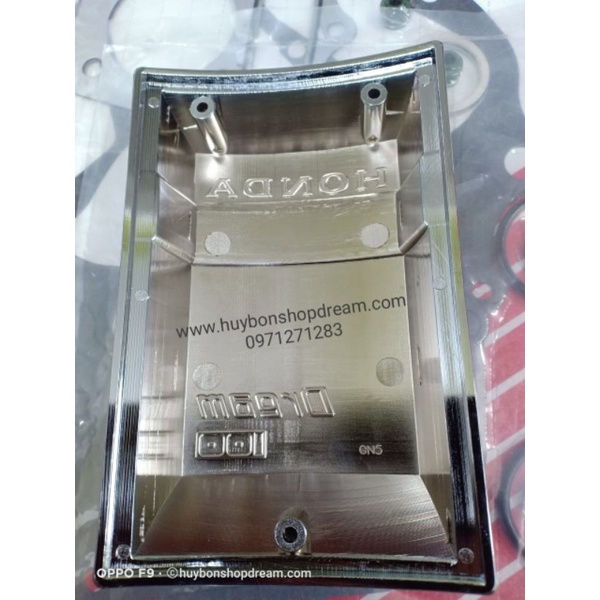 HONDA
www.huybonshopdream.com
0971271283
Dream
100
GN5
OPPO F9 · ©huybonshopdream.com